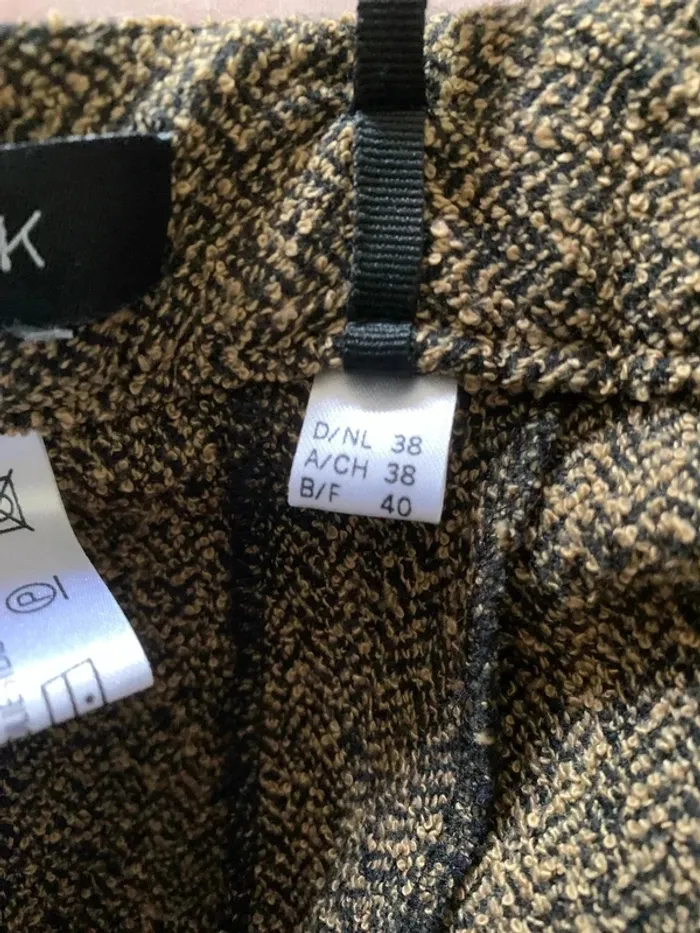 K
D/NL 38
A/CH 38
B/F 40
P